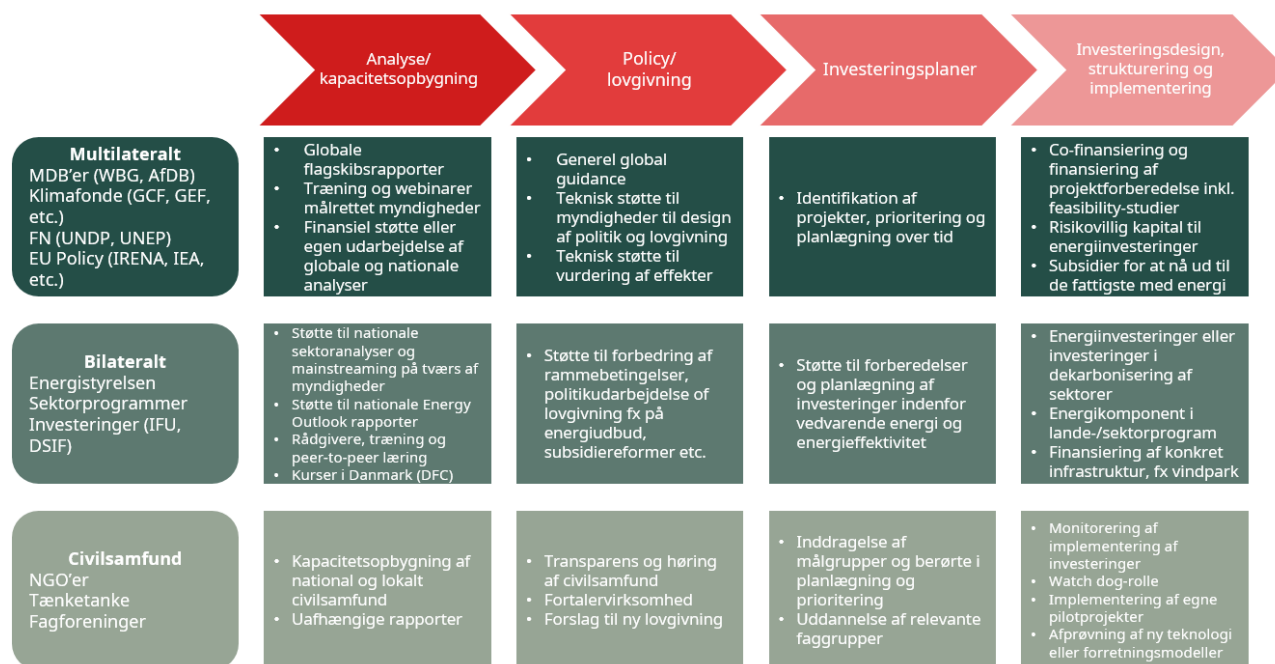 Analyse/
kapacitetsopbygning
Policy/
lovgivning
Investeringsplaner
Investeringsdesign,
strukturering og
implementering
Multilateralt
MDB'er (WBG, AfDB)
Klimafonde (GCF, GEF,
etc.)
FN (UNDP, UNEP)
EU Policy (IRENA, IEA,
etc.)
• Globale
flagskibsrapporter
• Træning og webinarer
målrettet myndigheder
• Finansiel støtte eller
egen udarbejdelse af
globale og nationale
analyser
• Generel global
guidance
• Teknisk støtte til
myndigheder til design
af politik og lovgivning
• Teknisk støtte til
vurdering af effekter
• Identifikation af
projekter, prioritering og
planlægning over tid
• Co-finansiering og
finansiering af
projektforberedelse inkl.
feasibility-studier
• Risikovillig kapital til
energiinvesteringer
• Subsidier for at nå ud til
de fattigste med energi
Bilateralt
Energistyrelsen
Sektorprogrammer
Investeringer (IFU,
DSIF)
• Støtte til nationale
sektoranalyser og
mainstreaming på tværs af
myndigheder
• Støtte til nationale Energy
Outlook rapporter
• Rådgivere, træning og
peer-to-peer læring
• Kurser i Danmark (DFC)
• Støtte til forbedring af
rammebetingelser,
politikudarbejdelse of
lovgivning fx på
energiudbud,
subsidiereformer etc.
• Støtte til forberedelser
og planlægning af
investeringer indenfor
vedvarende energi og
energieffektivitet
• Energiinvesteringer eller
investeringer i
dekarbonisering af
sektorer
• Energikomponent i
lande-/sektorprogram
• Finansiering af konkret
infrastruktur, fx vindpark
Civilsamfund
NGO'er
Tænketanke
Fagforeninger
• Kapacitetsopbygning af
national og lokalt
civilsamfund
• Uafhængige rapporter
• Transparens og høring
af civilsamfund
• Fortalervirksomhed
• Forslag til ny lovgivning
• Inddragelse af
målgrupper og berørte i
planlægning og
prioritering
• Uddannelse af relevante
faggrupper
• Monitorering af
implementering af
investeringer
• Watch dog-rolle
• Implementering af egne
pilotprojekter
• Afprøvning af ny teknologi
eller forretningsmodeller